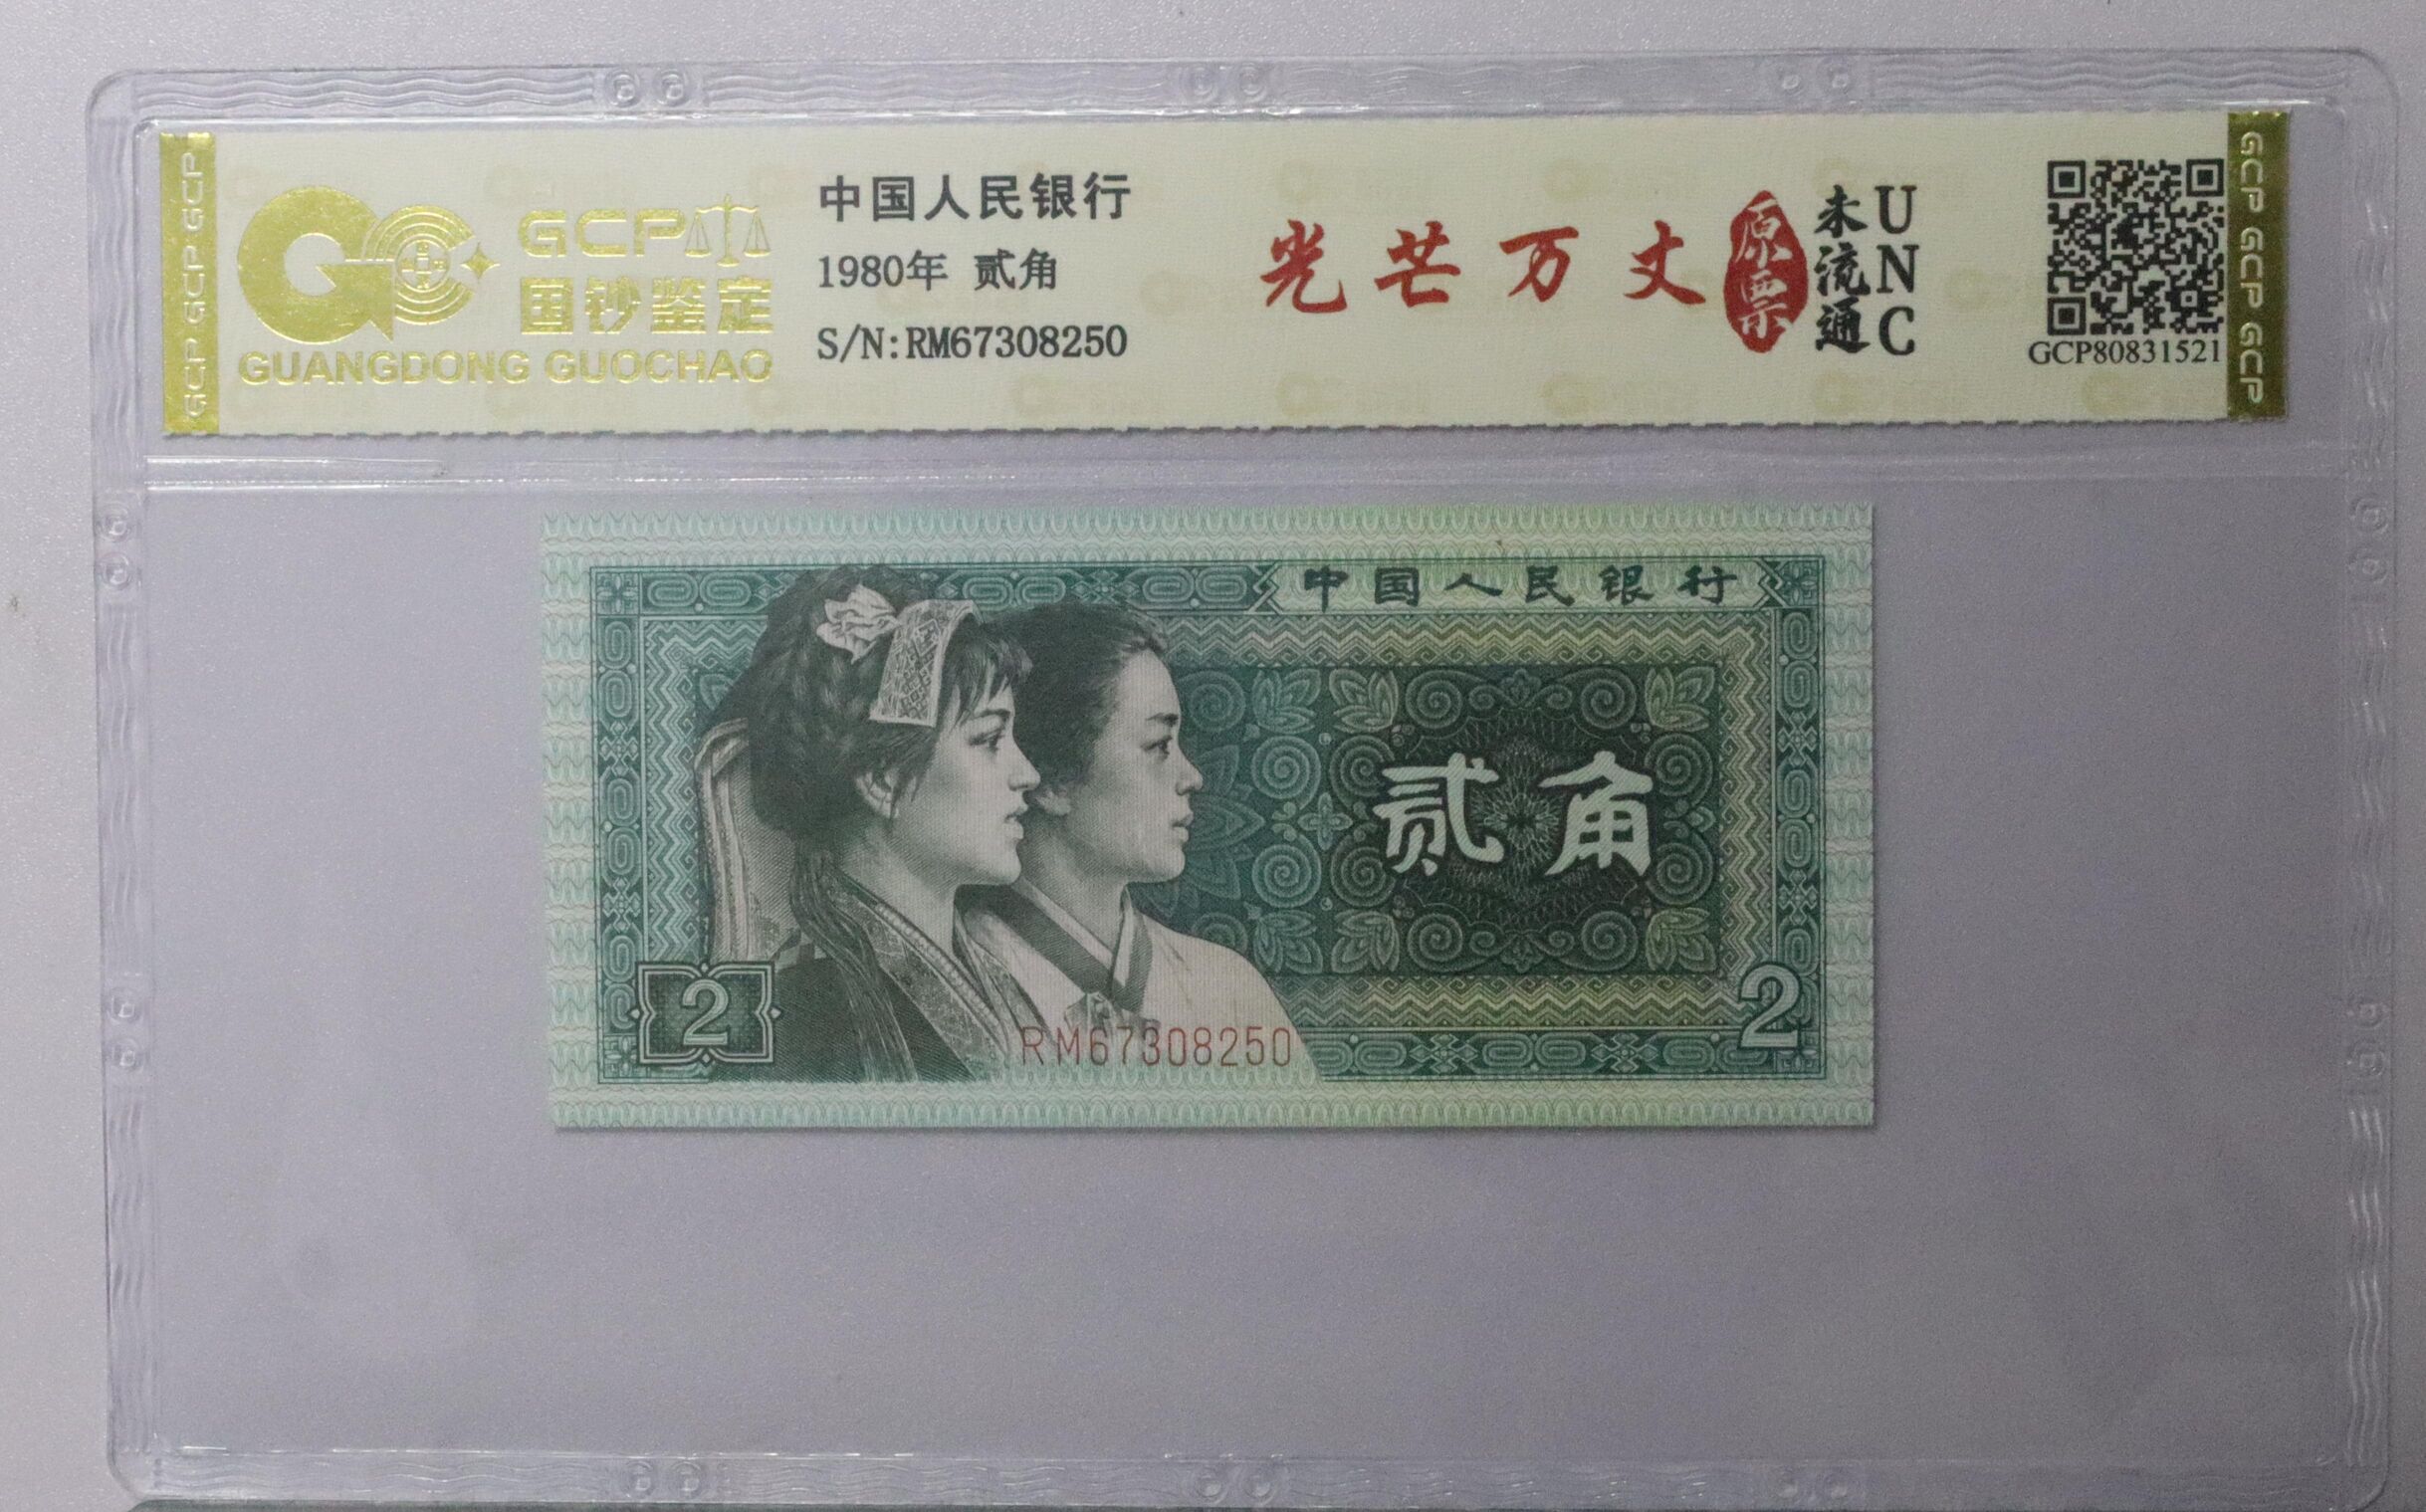 GCP GCP GCP
GCP
国钞鉴定
GUANGDONG GUOCHAO
中国人民银行
1980年 贰角
S/N:RM67308250
光芒万丈
原票
未流通
UNC
GCP80831521
GCP GCP GCP
中国人民银行
贰角
2
RM67308250
2